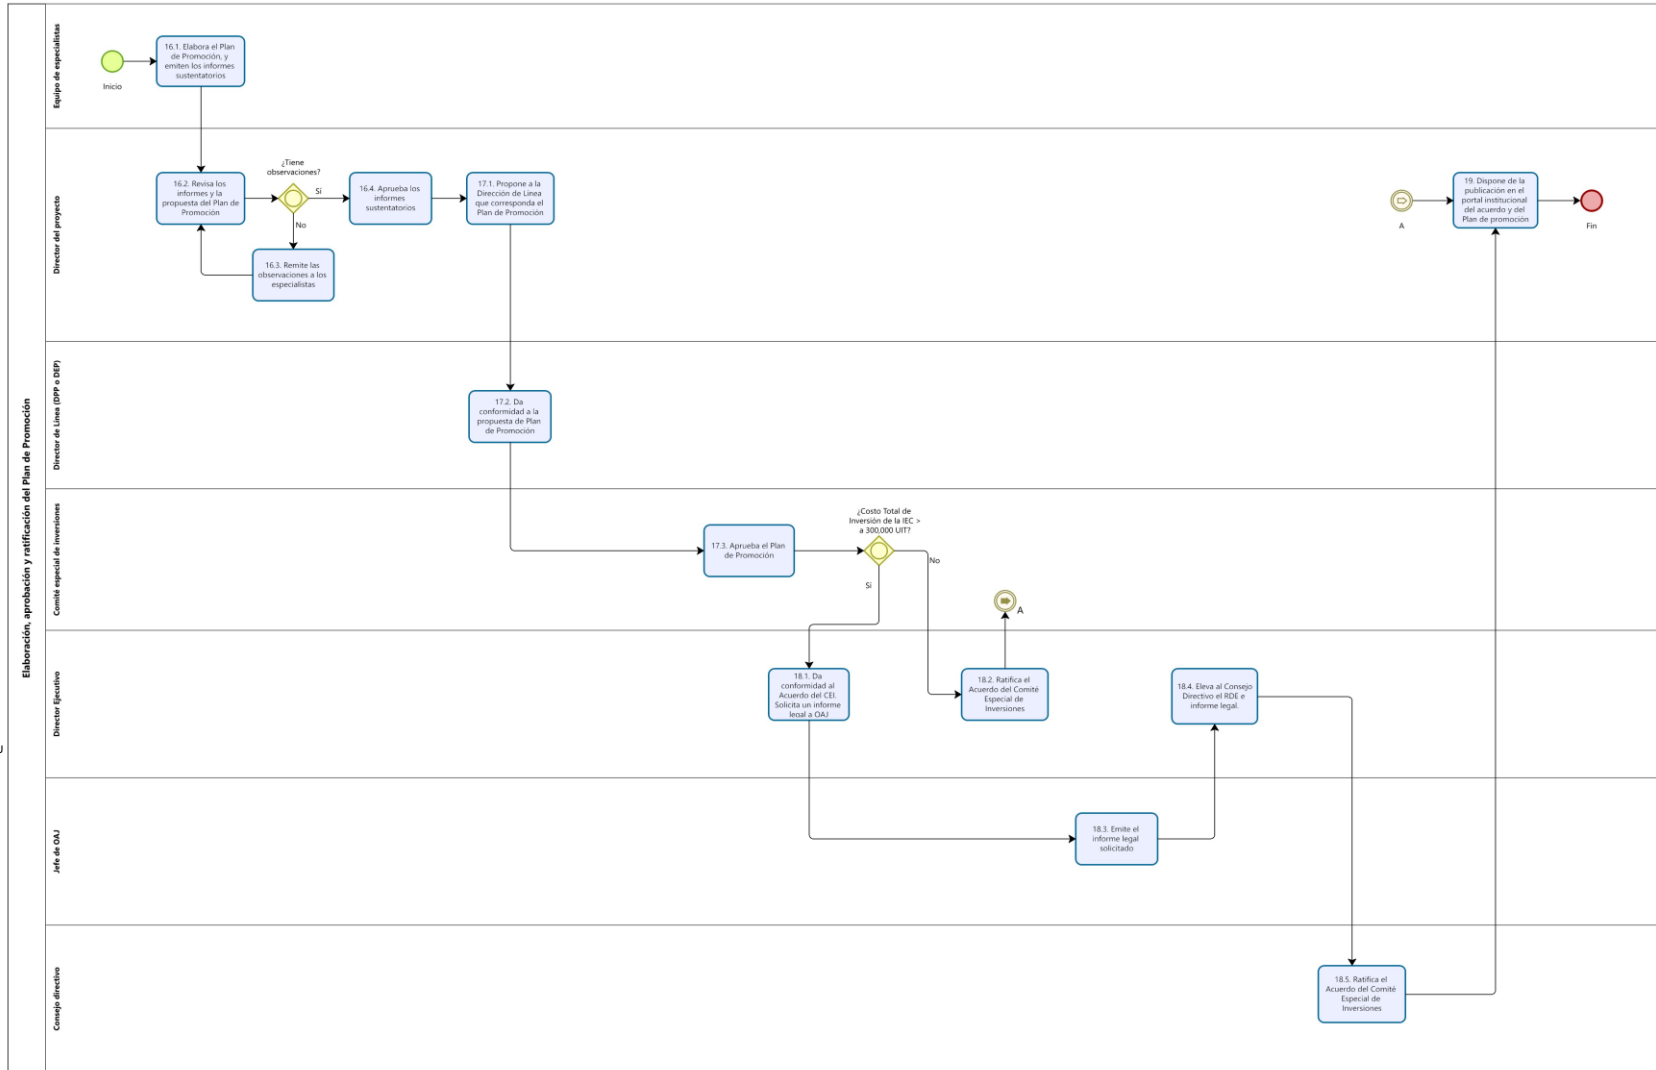 Elaboración, aprobación y ratificación del Plan de Promoción
Equipo de especialistas
Inicio
16.1. Elabora el Plan
de Promoción, y
emiten los informes
sustentatorios
Director del proyecto
16.2. Revisa los
informes y la
propuesta del Plan de
Promoción
¿Tiene
observaciones?
Sí
No
16.3. Remite las
observaciones a los
especialistas
16.4. Aprueba los
informes
sustentatorios
17.1. Propone a la
Dirección de Línea
que corresponda el
Plan de Promoción
A
19. Dispone de la
publicación en el
portal institucional
del acuerdo y del
Plan de promoción
Fin
Director de Línea (DPP o DEP)
17.2. Da
conformidad a la
propuesta de Plan
de Promoción
Comité especial de inversiones
17.3. Aprueba el Plan
de Promoción
¿Costo Total de
Inversión de la IEC >
a 300,000 UIT?
Sí
No
A
Director Ejecutivo
18.1. Da
conformidad al
Acuerdo del CEI.
Solicita un informe
legal a OAJ
18.2. Ratifica el
Acuerdo del Comité
Especial de
Inversiones
18.4. Eleva al Consejo
Directivo el RDE e
informe legal.
Jefe de OAJ
18.3. Emite el
informe legal
solicitado
Consejo directivo
18.5. Ratifica el
Acuerdo del Comité
Especial de
Inversiones